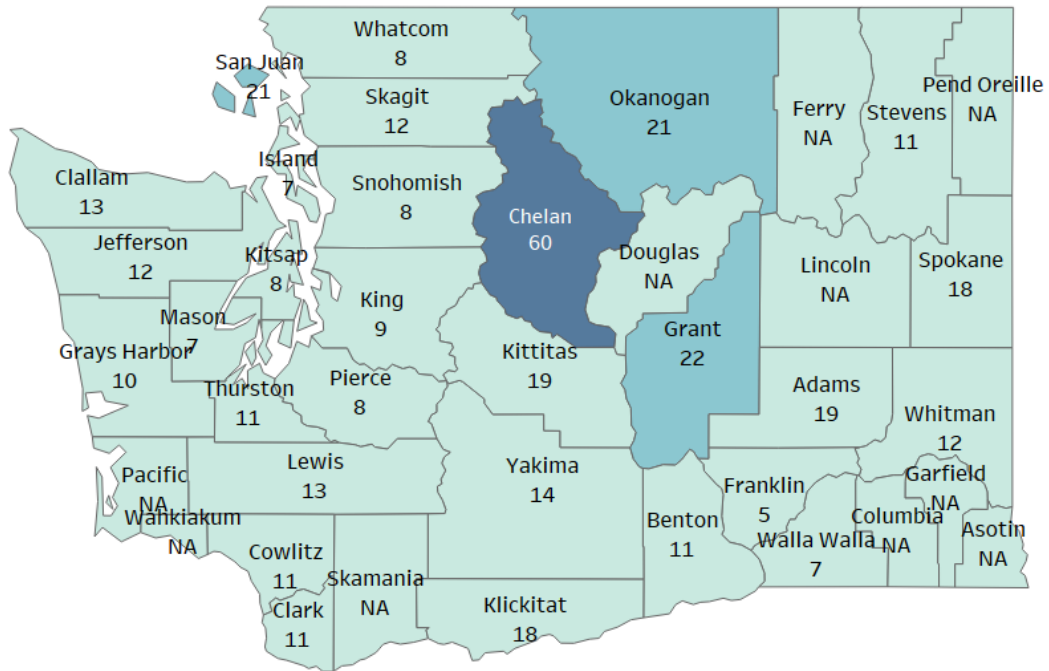 Whatcom
8
San Juan
21
Skagit
12
Okanogan
21
Ferry
NA
Stevens
11
Pend Oreille
NA
Island
7
Clallam
13
Snohomish
8
Chelan
60
Jefferson
12
Kitsap
8
Douglas
NA
Lincoln
NA
Spokane
18
Mason
7
King
9
Grays Harbor
10
Grant
22
Kittitas
19
Thurston
11
Pierce
8
Adams
19
Whitman
12
Lewis
13
Yakima
14
Pacific
NA
Wahkiakum
NA
Franklin
5
Garfield
NA
Benton
11
Columbia
NA
Walla Walla
7
Asotin
NA
Cowlitz
11
Skamania
NA
Clark
11
Klickitat
18